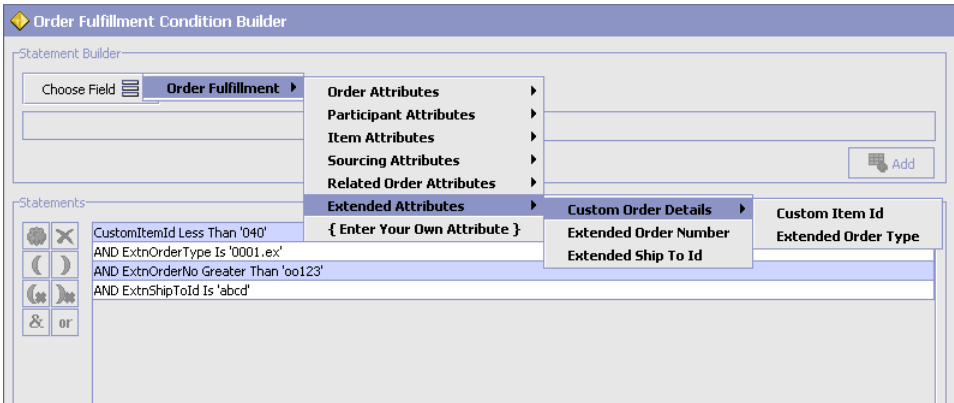 Order Fulfillment Condition Builder
Statement Builder
Choose Field
Order Fulfillment
Order Attributes
Participant Attributes
Item Attributes
Sourcing Attributes
Related Order Attributes
Extended Attributes
{ Enter Your Own Attribute }
Custom Order Details
Extended Order Number
Extended Ship To Id
Custom Item Id
Extended Order Type
Add
Statements
CustomItemId Less Than '040'
AND ExtnOrderType Is '0001.ex'
AND ExtnOrderNo Greater Than 'oo123'
AND ExtnShipToId Is 'abcd'
( )
& or